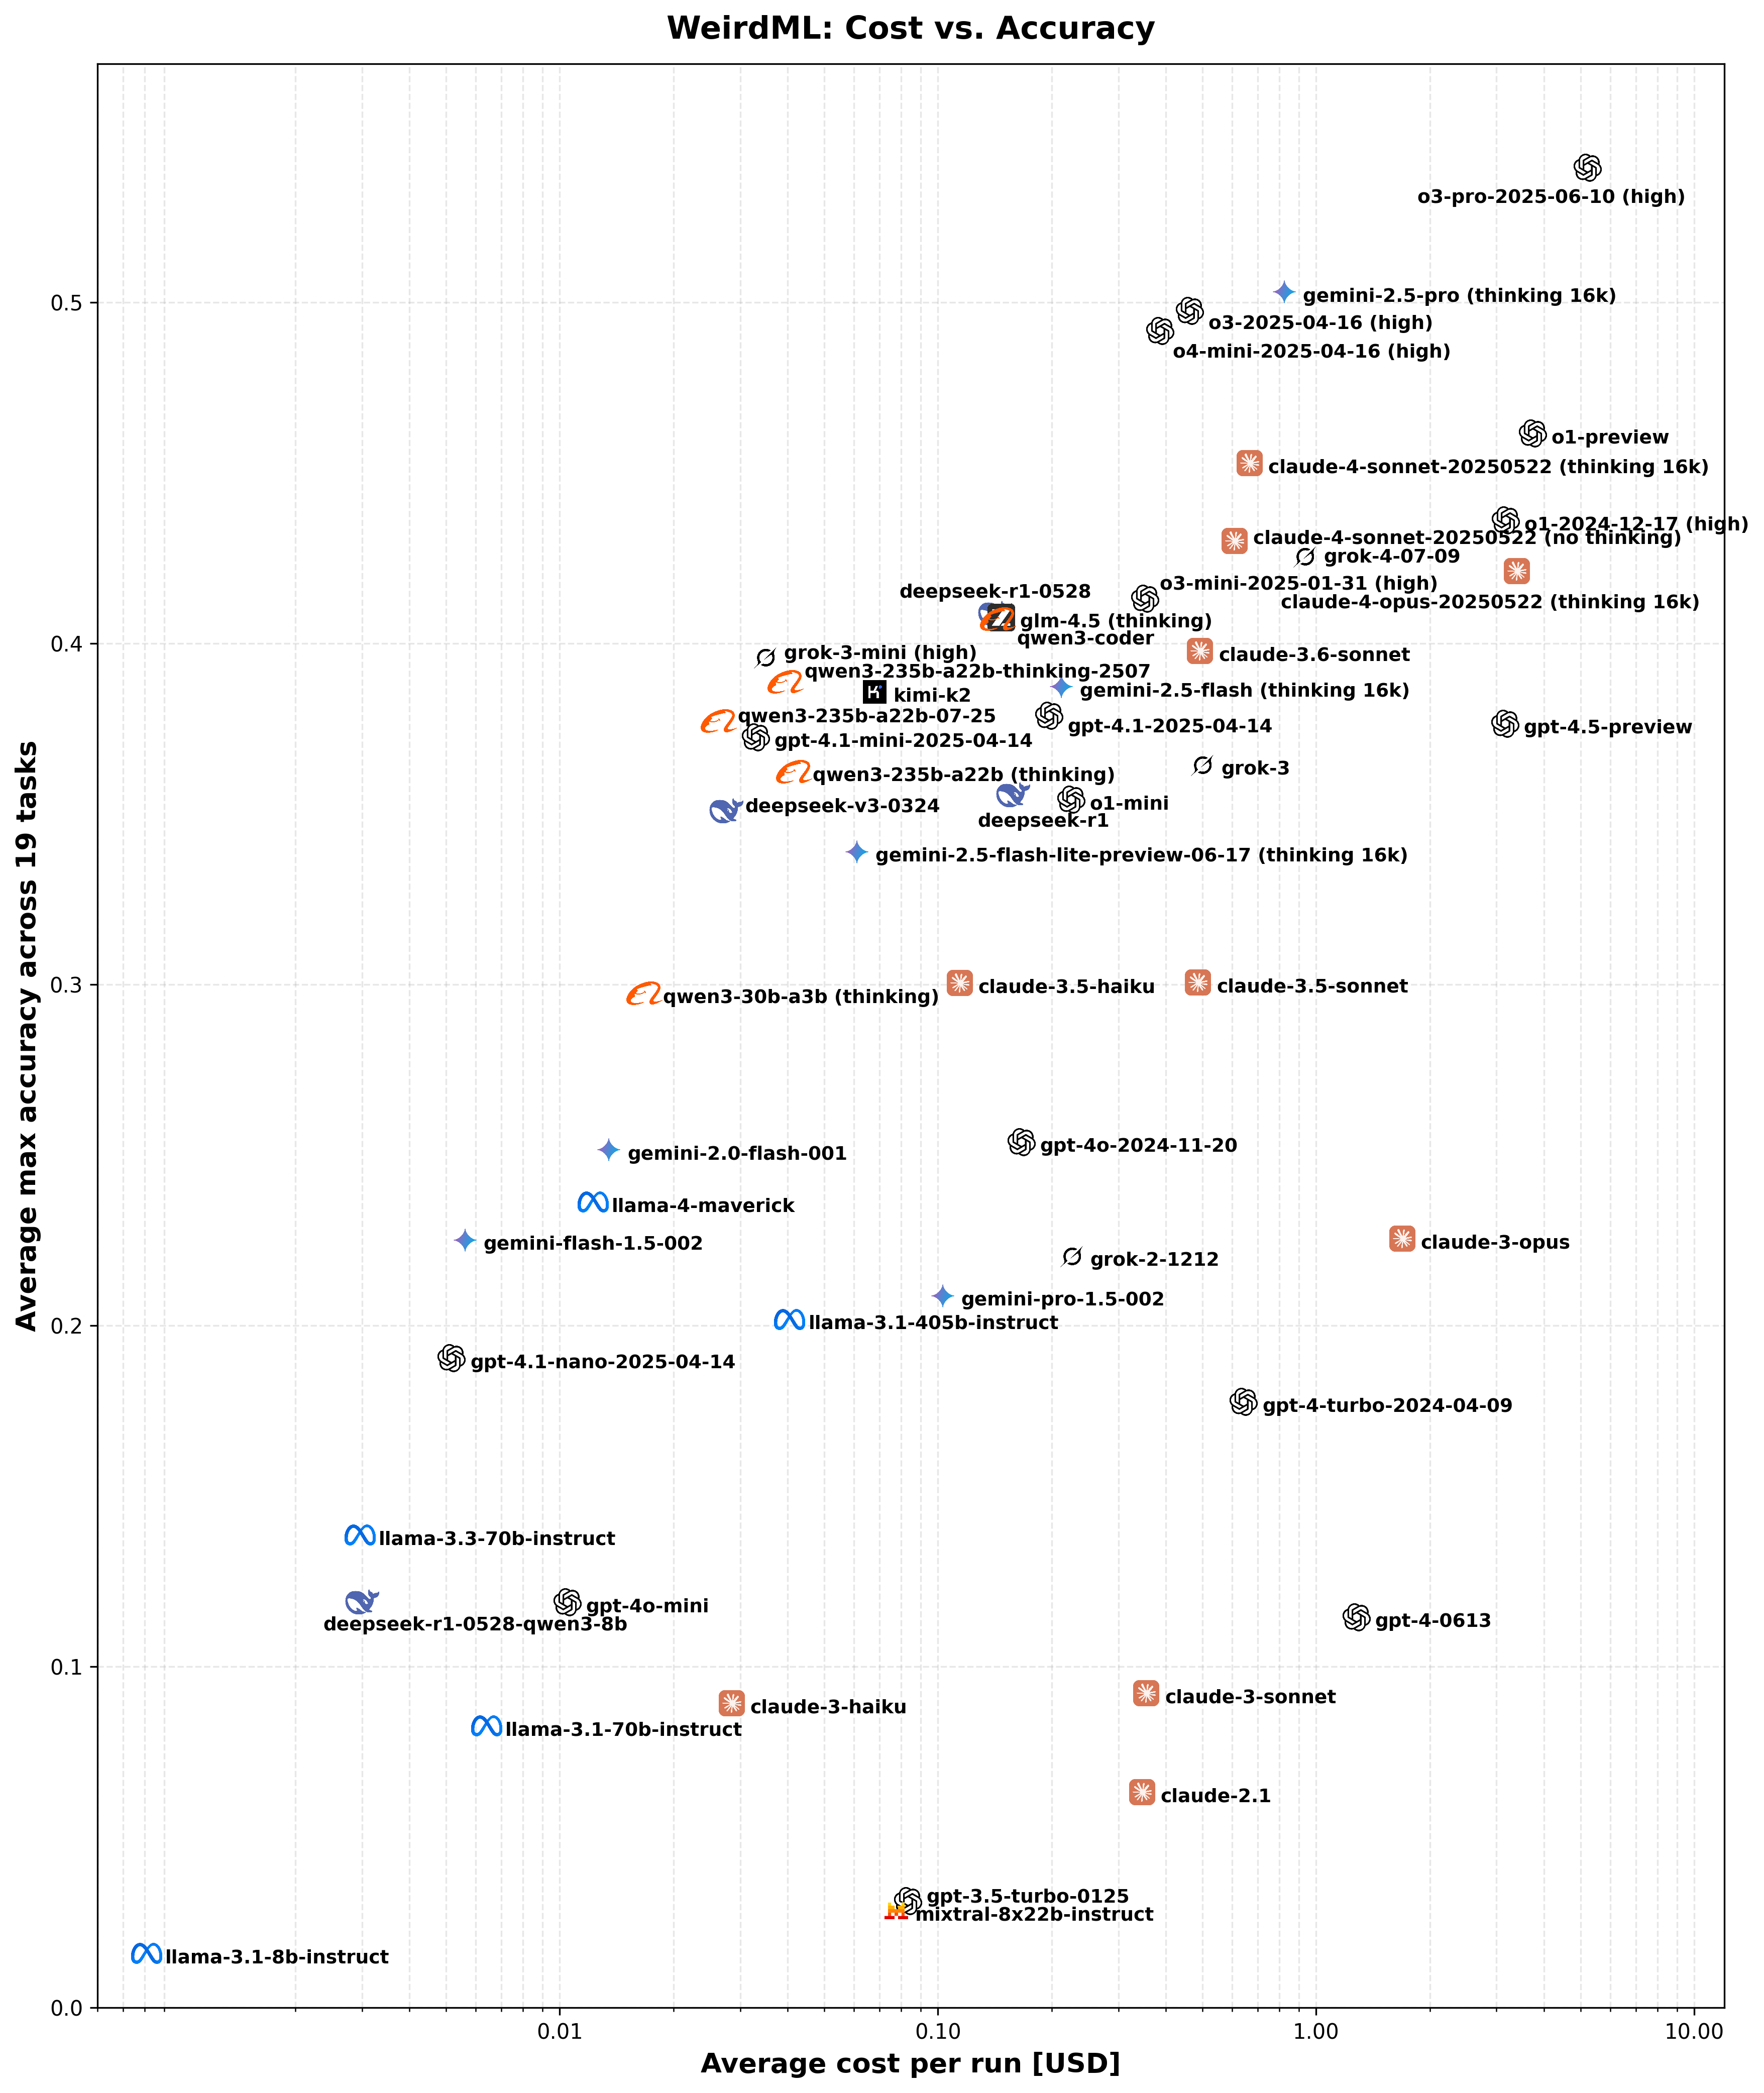 WeirdML: Cost vs. Accuracy
o3-pro-2025-06-10 (high)
0.5
gemini-2.5-pro (thinking 16k)
o3-2025-04-16 (high)
o4-mini-2025-04-16 (high)
o1-preview
claude-4-sonnet-20250522 (thinking 16k)
o1-2024-12-17 (high)
claude-4-sonnet-20250522 (no thinking)
grok-4-07-09
o3-mini-2025-01-31 (high)
deepseek-r1-0528
claude-4-opus-20250522 (thinking 16k)
glm-4.5 (thinking)
qwen3-coder
0.4
grok-3-mini (high)
claude-3.6-sonnet
qwen3-235b-a22b-thinking-2507
kimi-k2
gemini-2.5-flash (thinking 16k)
qwen3-235b-a22b-07-25
gpt-4.1-2025-04-14
gpt-4.5-preview
gpt-4.1-mini-2025-04-14
grok-3
qwen3-235b-a22b (thinking)
deepseek-v3-0324
o1-mini
deepseek-r1
gemini-2.5-flash-lite-preview-06-17 (thinking 16k)
0.3
claude-3.5-haiku
claude-3.5-sonnet
qwen3-30b-a3b (thinking)
gpt-4o-2024-11-20
gemini-2.0-flash-001
llama-4-maverick
gemini-flash-1.5-002
claude-3-opus
grok-2-1212
gemini-pro-1.5-002
llama-3.1-405b-instruct
0.2
gpt-4.1-nano-2025-04-14
gpt-4-turbo-2024-04-09
llama-3.3-70b-instruct
gpt-4o-mini
deepseek-r1-0528-qwen3-8b
gpt-4-0613
0.1
claude-3-haiku
claude-3-sonnet
llama-3.1-70b-instruct
claude-2.1
gpt-3.5-turbo-0125
mixtral-8x22b-instruct
llama-3.1-8b-instruct
0.0
0.01
0.10
1.00
10.00
Average cost per run [USD]
Average max accuracy across 19 tasks